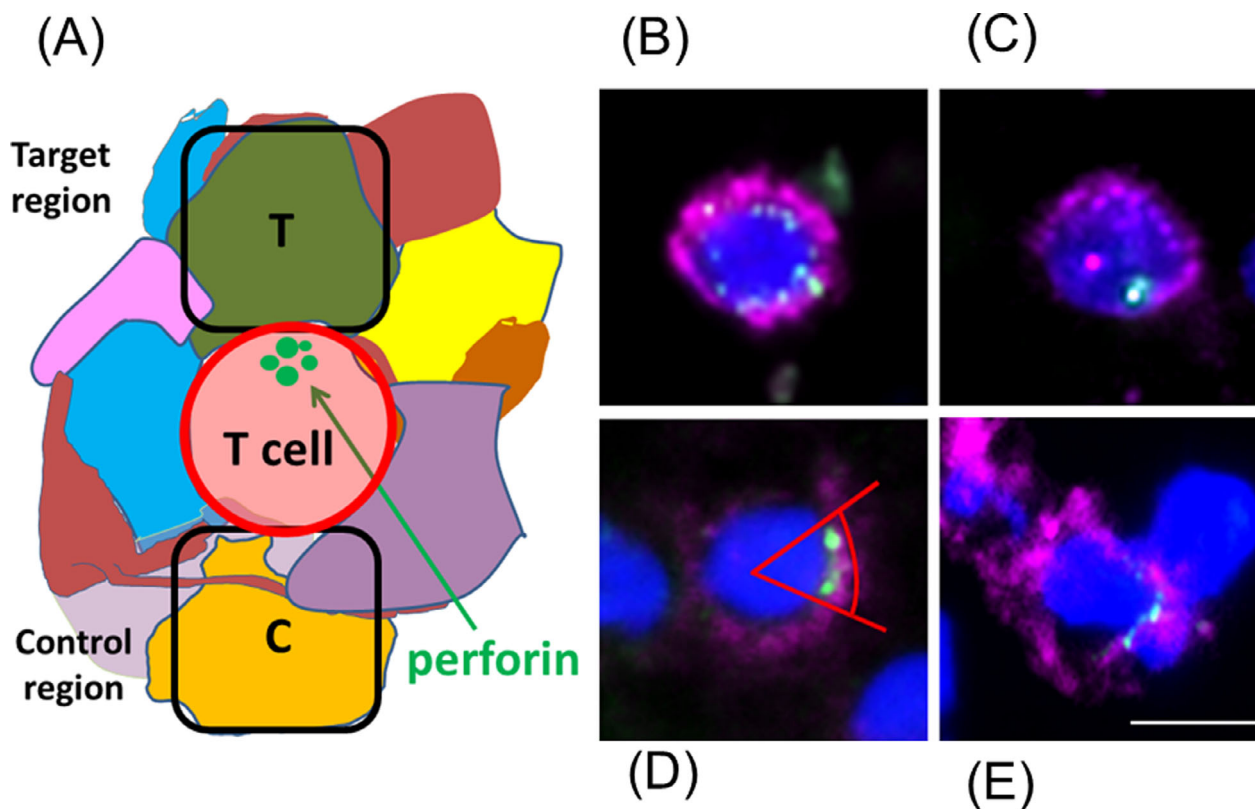 (A)
(B)
(C)
Target
region
T
T cell
Control
region
C
perforin
(D)
(E)